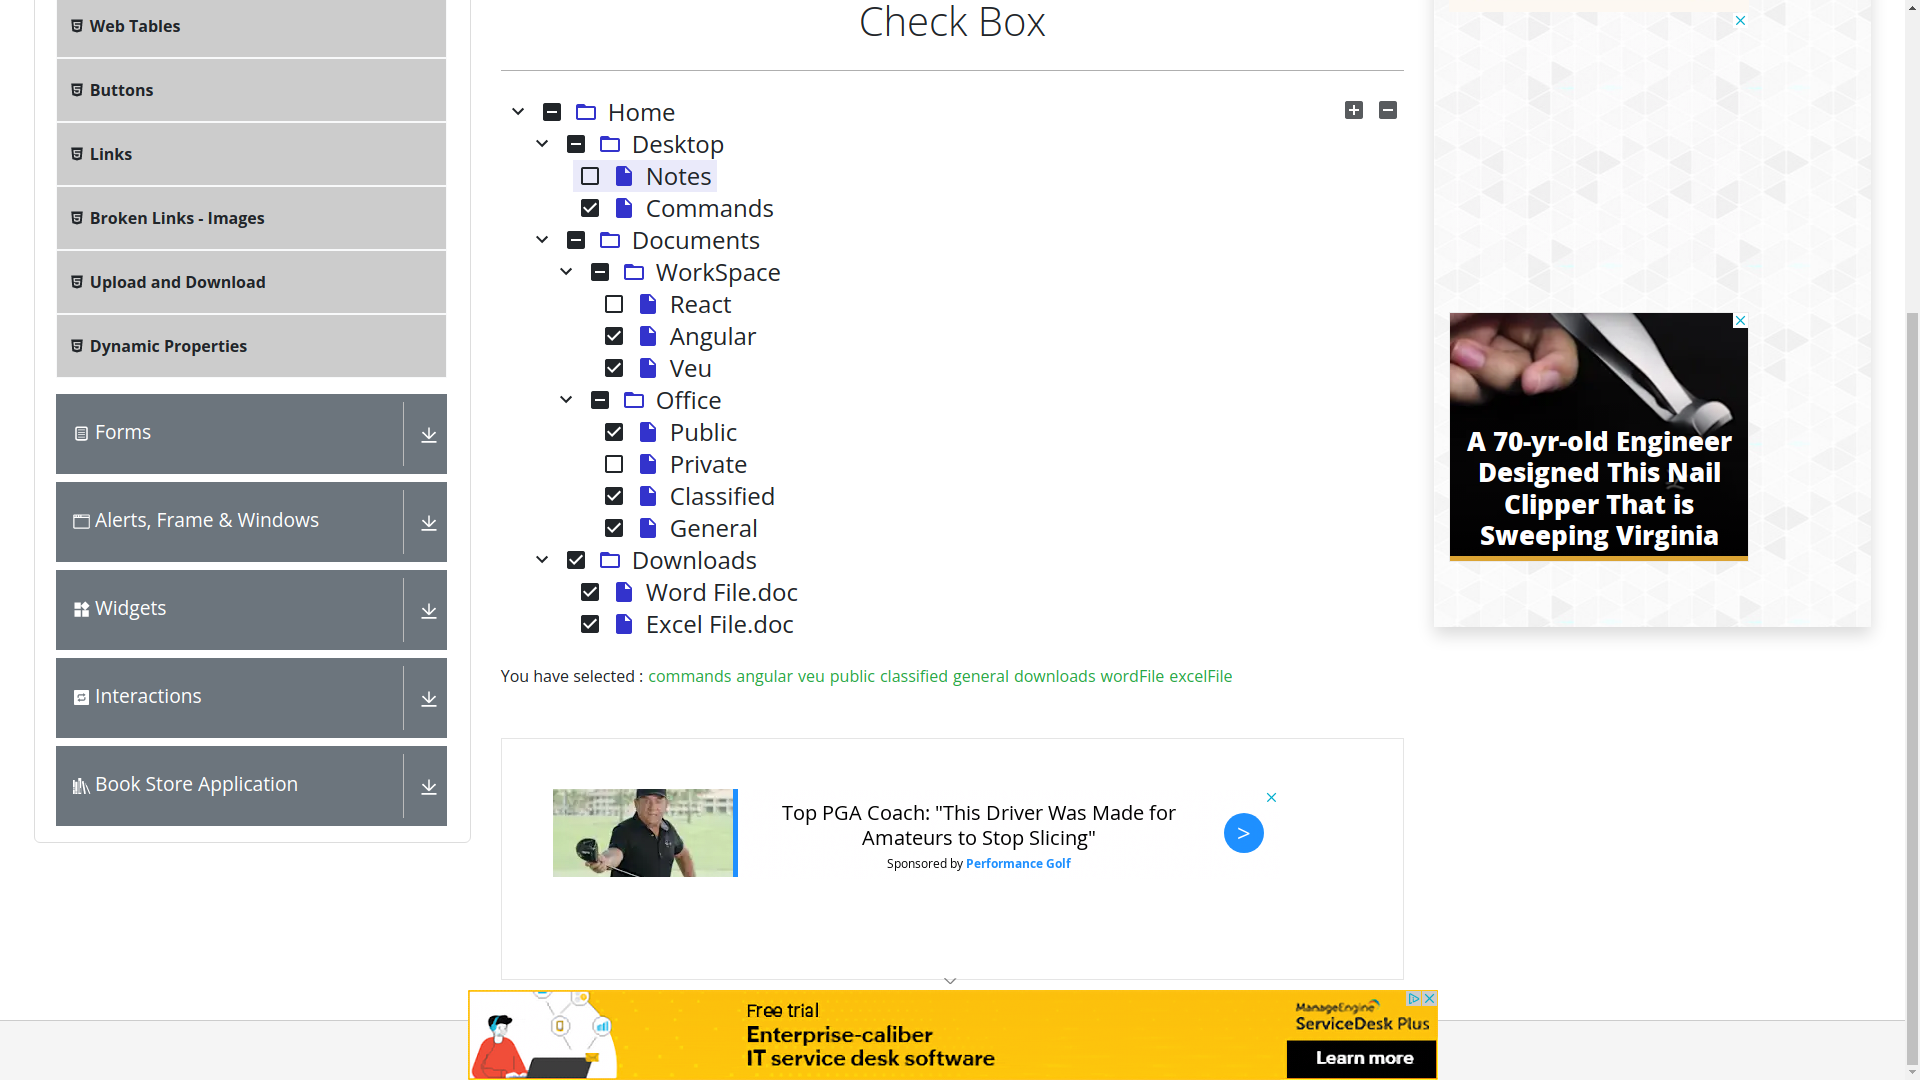 Web Tables
Buttons
Links
Broken Links - Images
Upload and Download
Dynamic Properties
Forms
Alerts, Frame & Windows
Widgets
Interactions
Book Store Application
Check Box
Home
Desktop
Notes
Commands
Documents
WorkSpace
React
Angular
Veu
Office
Public
Private
Classified
General
Downloads
Word File.doc
Excel File.doc
You have selected : commands angular veu public classified general downloads wordFile excelFile
Top PGA Coach: "This Driver Was Made for
Amateurs to Stop Slicing"
Sponsored by Performance Golf
>
A 70-yr-old Engineer
Designed This Nail
Clipper That is
Sweeping Virginia
Free trial
Enterprise-caliber
IT service desk software
ManageEngine
ServiceDesk Plus
Learn more